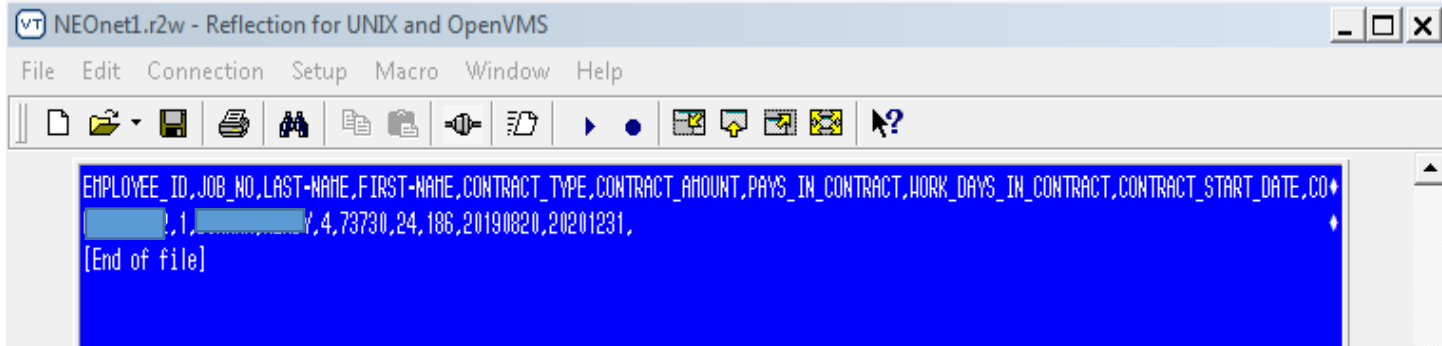 VT NEOnet1.r2w - Reflection for UNIX and OpenVMS
File Edit Connection Setup Macro Window Help
EMPLOYEE_ID,JOB_NO,LAST-NAME,FIRST-NAME,CONTRACT_TYPE,CONTRACT_AMOUNT,PAYS_IN_CONTRACT,WORK_DAYS_IN_CONTRACT,CONTRACT_START_DATE,CO
,1, ,4,73730,24,186,20190820,20201231,
[End of file]